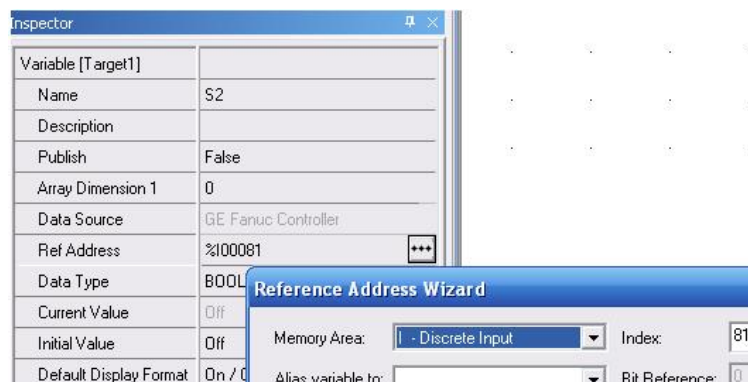 Inspector
Variable [Target1]
Name S2
Description
Publish False
Array Dimension 1 0
Data Source GE Fanuc Controller
Ref Address %I00081
Data Type BOOL
Reference Address Wizard
Current Value Off
Memory Area: I - Discrete Input Index: 81
Initial Value Off
Default Display Format On / O
Alias variable to: Bit Reference: 0